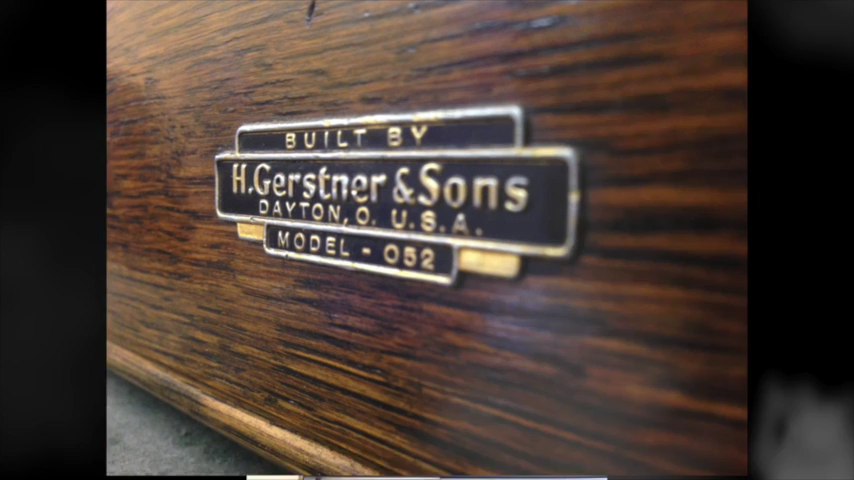 BUILT BY
H. Gerstner & Sons
DAYTON, O. U.S.A.
MODEL - 052